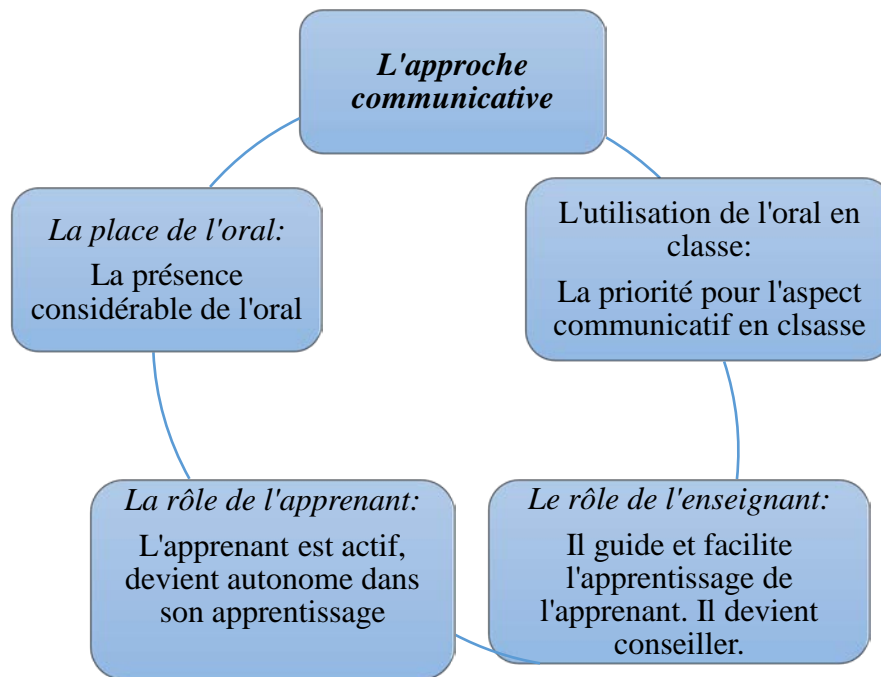 L'approche
communicative
La place de l'oral:
La présence
considérable de l'oral
L'utilisation de l'oral en
classe:
La priorité pour l'aspect
communicatif en clsasse
La rôle de l'apprenant:
L'apprenant est actif,
devient autonome dans
son apprentissage
Le rôle de l'enseignant:
Il guide et facilite
l'apprentissage de
l'apprenant. Il devient
conseiller.